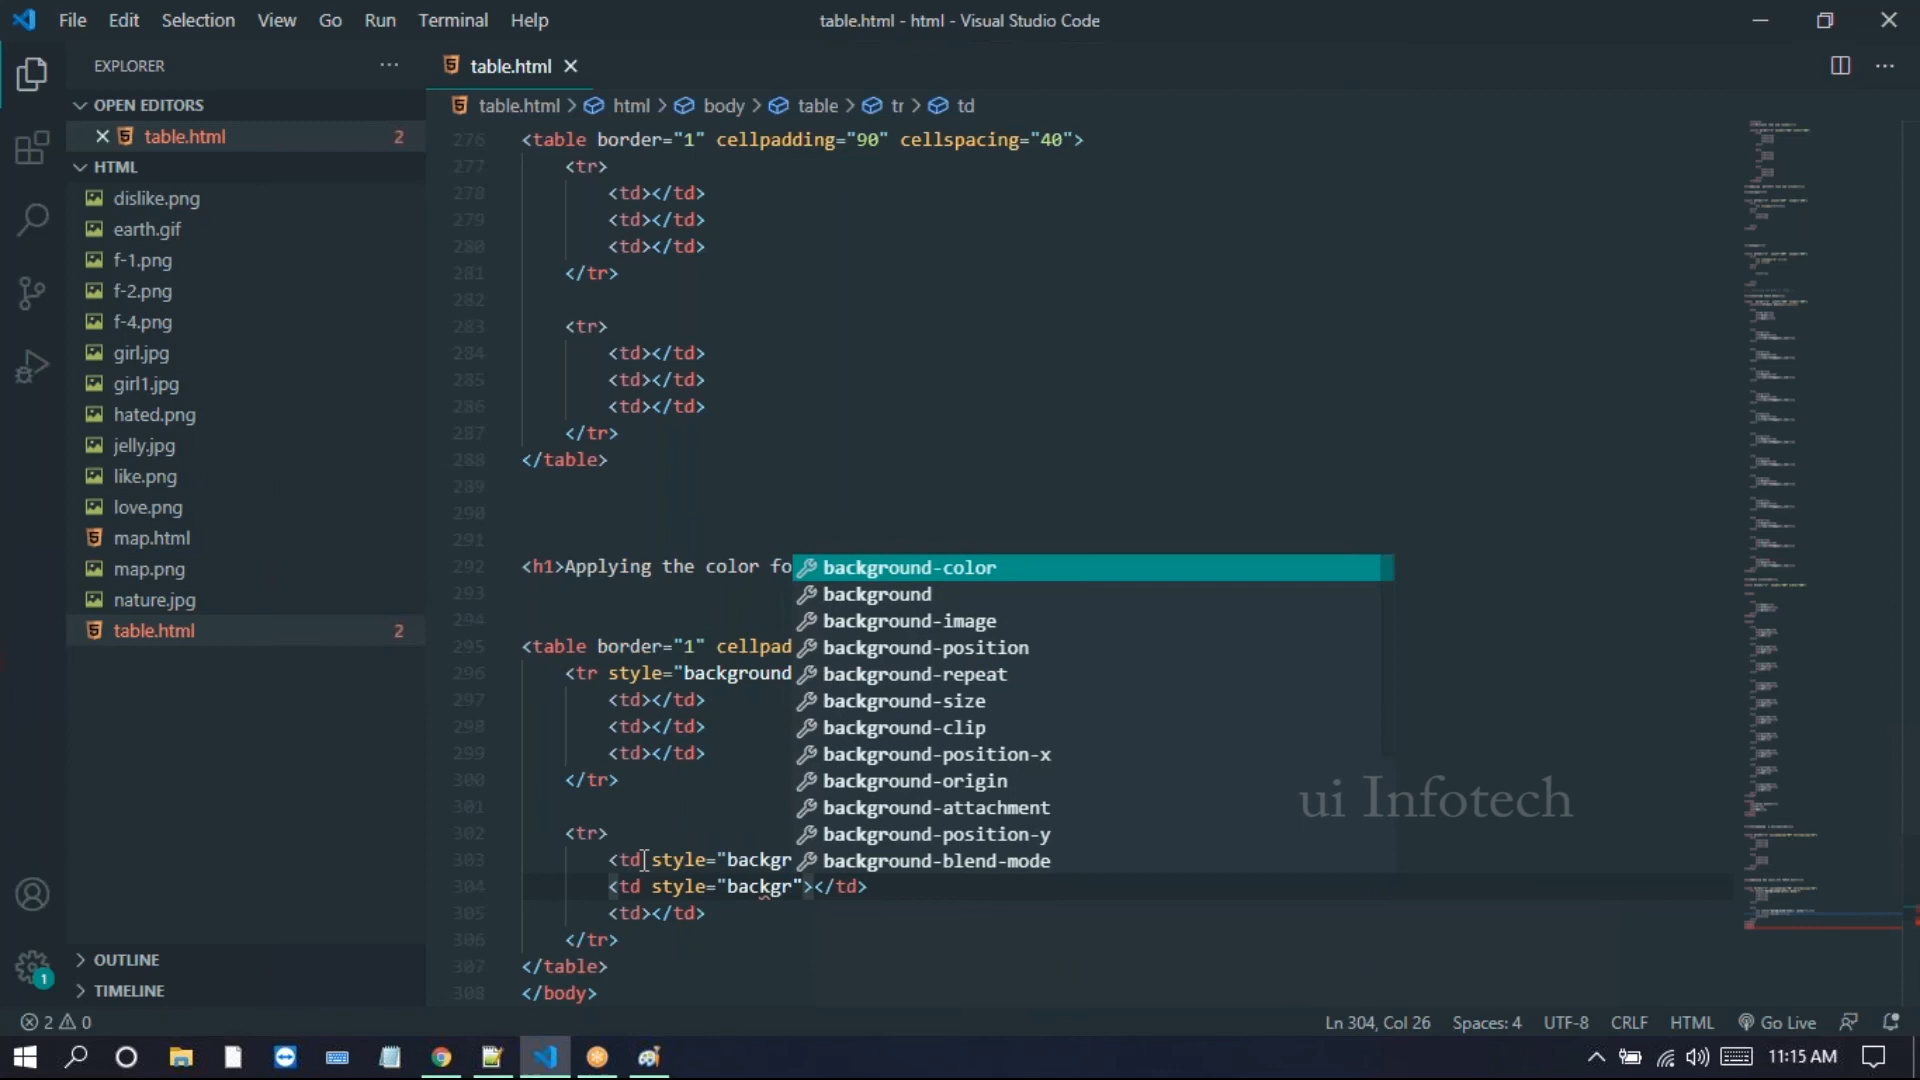 File Edit Selection View Go Run Terminal Help
table.html - html - Visual Studio Code
EXPLORER
OPEN EDITORS
table.html 2
HTML
dislike.png
earth.gif
f-1.png
f-2.png
f-4.png
girl.jpg
girl1.jpg
hated.png
jelly.jpg
like.png
love.png
map.html
map.png
nature.jpg
table.html 2
OUTLINE
TIMELINE
table.html
table.html > html > body > table > tr > td
276 <table border="1" cellpadding="90" cellspacing="40">
277 <tr>
278 <td></td>
279 <td></td>
280 <td></td>
281 </tr>
282
283 <tr>
284 <td></td>
285 <td></td>
286 <td></td>
287 </tr>
288 </table>
289
290
291
292 <h1>Applying the color fo
293
294
295 <table border="1" cellpad
296 <tr style="background
297 <td></td>
298 <td></td>
299 <td></td>
300 </tr>
301
302 <tr>
303 <td style="backgr
304 <td style="backgr"></td>
305 <td></td>
306 </tr>
307 </table>
308 </body>
background-color
background
background-image
background-position
background-repeat
background-size
background-clip
background-position-x
background-origin
background-attachment
background-position-y
background-blend-mode
ui Infotech
1
2 0
Ln 304, Col 26 Spaces: 4 UTF-8 CRLF HTML Go Live
11:15 AM